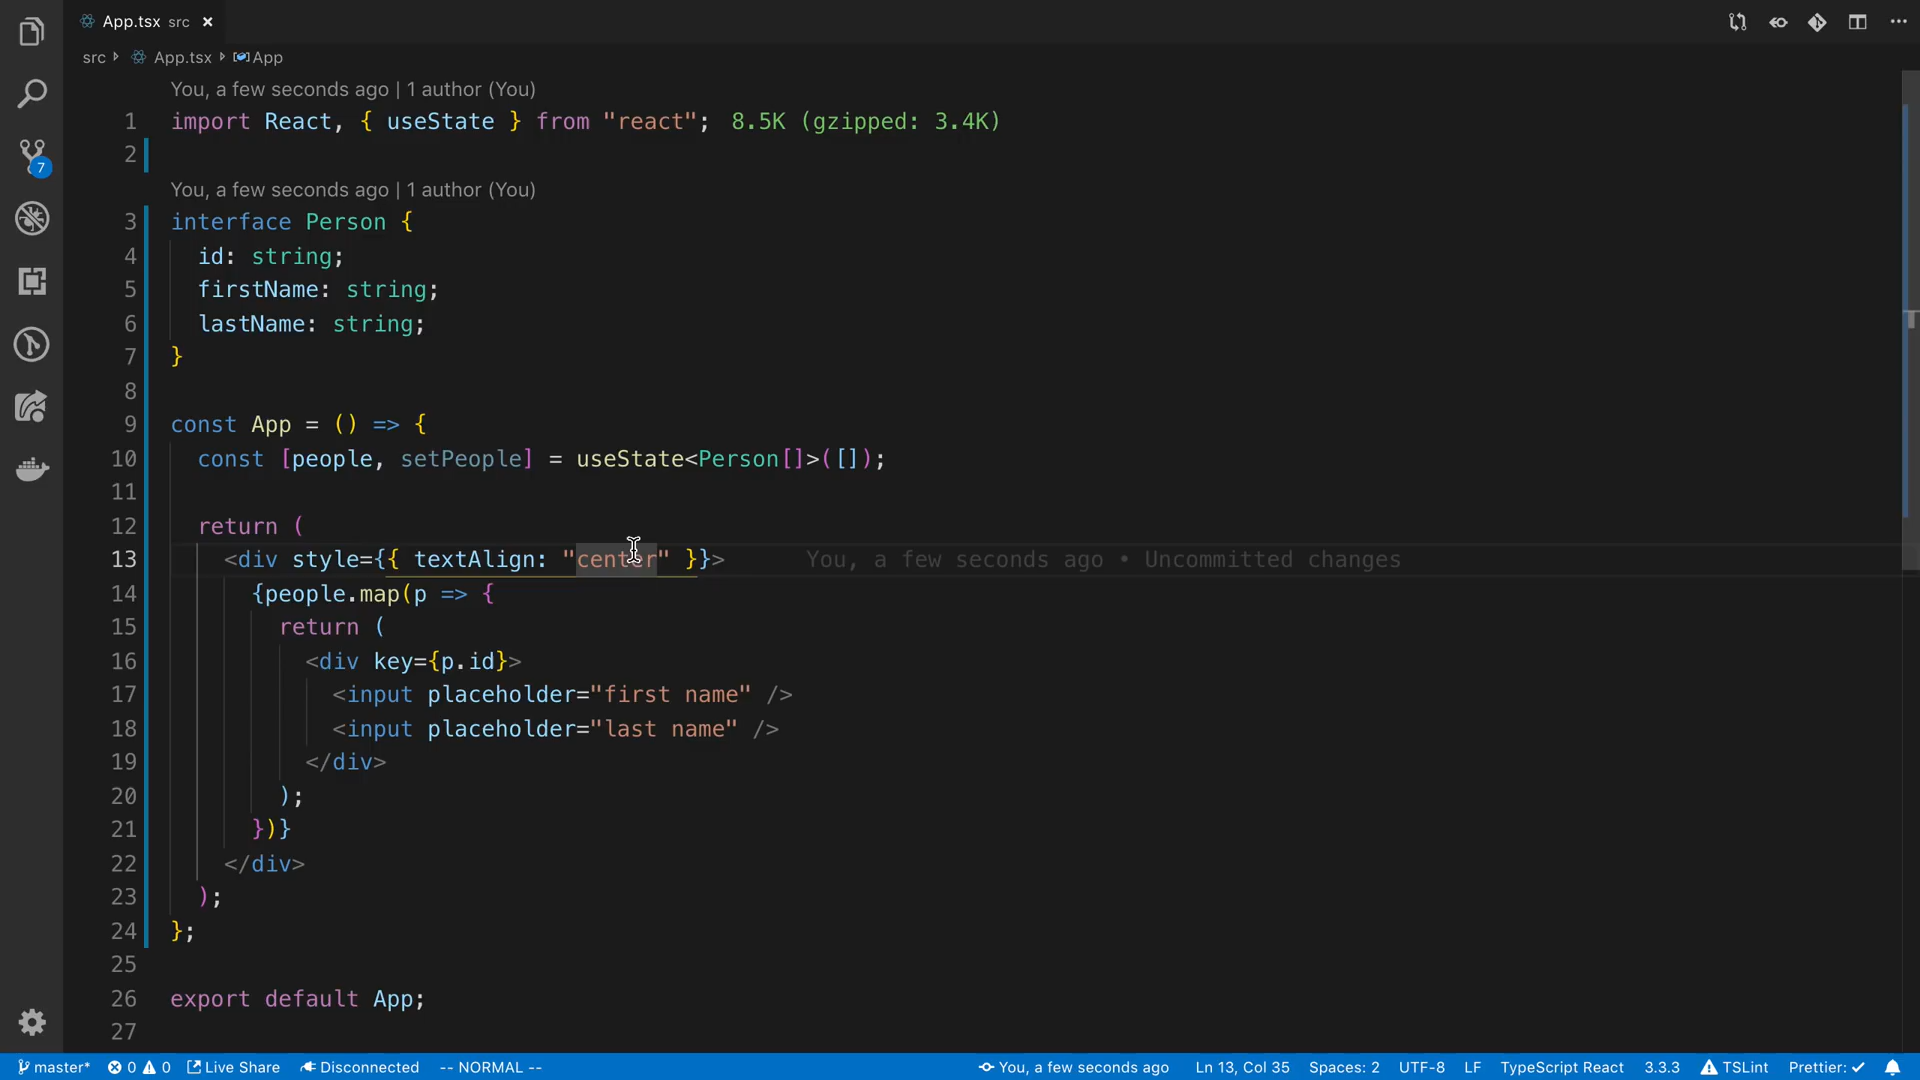 App.tsx src
src App.tsx App
You, a few seconds ago | 1 author (You)
1 import React, { useState } from "react"; 8.5K (gzipped: 3.4K)
2
7
You, a few seconds ago | 1 author (You)
3 interface Person {
4 id: string;
5 firstName: string;
6 lastName: string;
7 }
8
9 const App = () => {
10 const [people, setPeople] = useState<Person[]>([]);
11
12 return (
13 <div style={{ textAlign: "center" }}> You, a few seconds ago • Uncommitted changes
14 {people.map(p => {
15 return (
16 <div key={p.id}>
17 <input placeholder="first name" />
18 <input placeholder="last name" />
19 </div>
20 );
21 })}
22 </div>
23 );
24 };
25
26 export default App;
27
master* 0 0 Live Share Disconnected -- NORMAL -- You, a few seconds ago Ln 13, Col 35 Spaces: 2 UTF-8 LF TypeScript React 3.3.3 TSLint Prettier: ✓